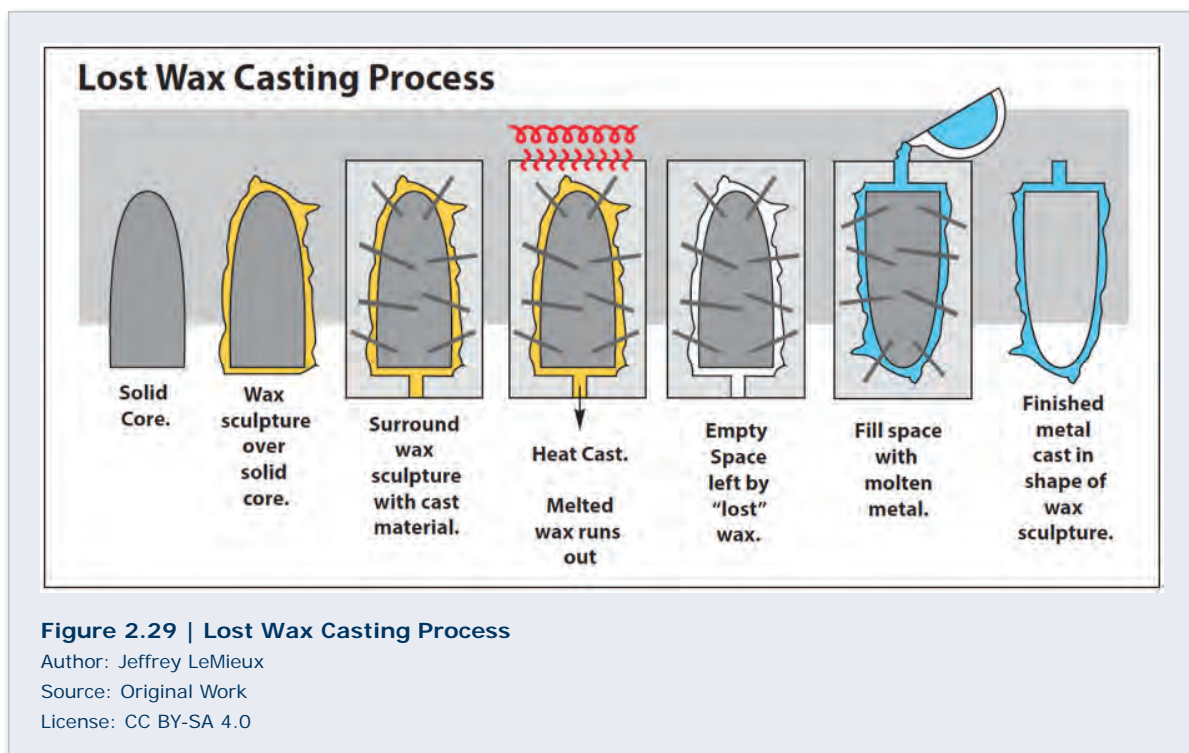 Lost Wax Casting Process
Solid
Core.
Wax
sculpture
over
solid
core.
Surround
wax
sculpture
with cast
material.
Heat Cast.
Melted
wax runs
out
Empty
Space
left by
"lost"
wax.
Fill space
with
molten
metal.
Finished
metal
cast in
shape of
wax
sculpture.
Figure 2.29 | Lost Wax Casting Process
Author: Jeffrey LeMieux
Source: Original Work
License: CC BY-SA 4.0